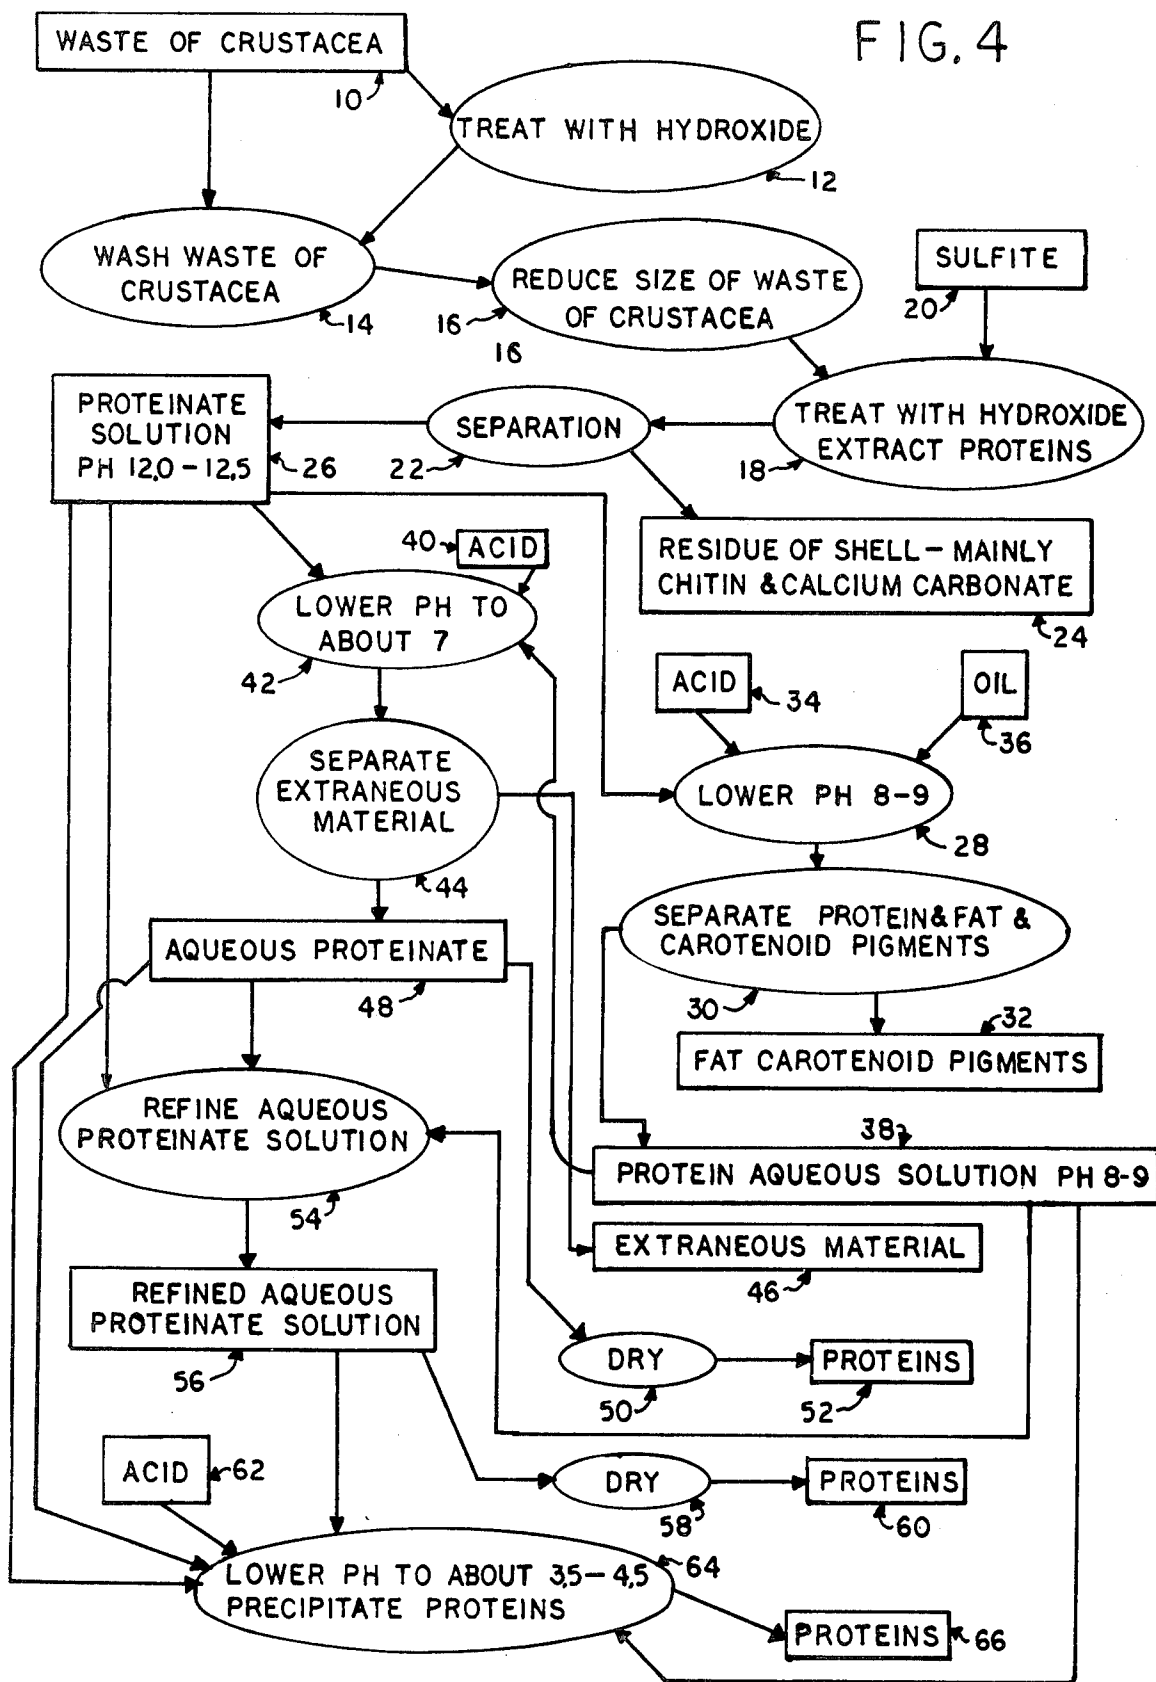 FIG. 4
WASTE OF CRUSTACEA
10
TREAT WITH HYDROXIDE
12
WASH WASTE OF
CRUSTACEA
14
REDUCE SIZE OF WASTE
OF CRUSTACEA
16
16
SULFITE
20
PROTEINATE
SOLUTION
PH 12.0-12.5
26
SEPARATION
22
TREAT WITH HYDROXIDE
EXTRACT PROTEINS
18
RESIDUE OF SHELL-MAINLY
CHITIN & CALCIUM CARBONATE
24
40
ACID
LOWER PH TO
ABOUT 7
42
ACID
34
OIL
36
SEPARATE
EXTRANEOUS
MATERIAL
44
LOWER PH 8-9
28
SEPARATE PROTEIN & FAT &
CAROTENOID PIGMENTS
30
32
FAT CAROTENOID PIGMENTS
AQUEOUS PROTEINATE
48
REFINE AQUEOUS
PROTEINATE SOLUTION
54
38
PROTEIN AQUEOUS SOLUTION PH 8-9
EXTRANEOUS MATERIAL
46
REFINED AQUEOUS
PROTEINATE SOLUTION
56
DRY
50
PROTEINS
52
ACID
62
DRY
58
PROTEINS
60
LOWER PH TO ABOUT 3.5-4.5
PRECIPITATE PROTEINS
64
PROTEINS
66